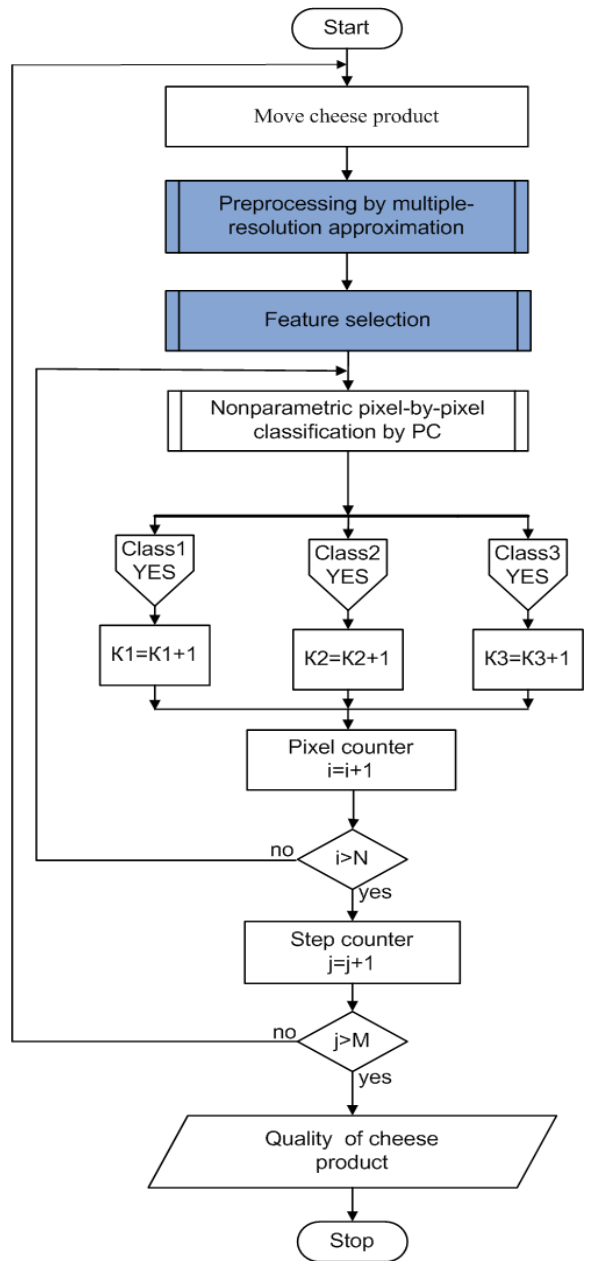 Start
Move cheese product
Preprocessing by multiple-
resolution approximation
Feature selection
Nonparametric pixel-by-pixel
classification by PC
Class1
YES
Class2
YES
Class3
YES
K1=K1+1
K2=K2+1
K3=K3+1
Pixel counter
i=i+1
no
i>N
yes
Step counter
j=j+1
no
j>M
yes
Quality of cheese
product
Stop